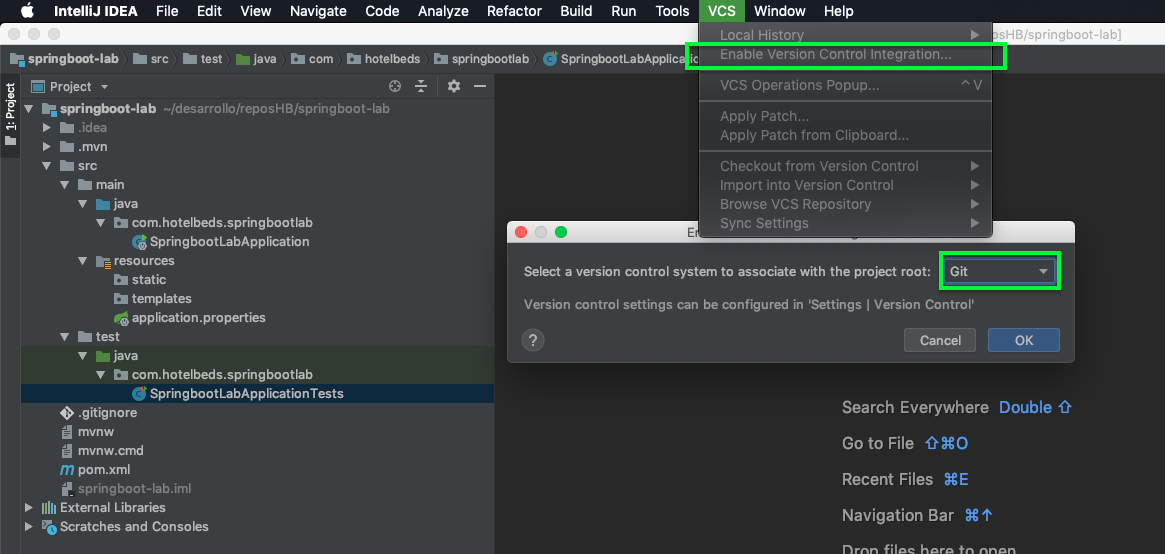 IntelliJ IDEA File Edit View Navigate Code Analyze Refactor Build Run Tools VCS Window Help
Local History
posHB/springboot-lab]
Enable Version Control Integration...
springboot-lab src test java com hotelbeds springbootlab SpringbootLabApplicatio
VCS Operations Popup... ^ V
Apply Patch...
Apply Patch from Clipboard...
Checkout from Version Control
Import into Version Control
Browse VCS Repository
Sync Settings
1: Project
Project
springboot-lab ~/desarrollo/reposHB/springboot-lab
.idea
.mvn
src
main
java
com.hotelbeds.springbootlab
SpringbootLabApplication
resources
static
templates
application.properties
test
java
com.hotelbeds.springbootlab
SpringbootLabApplicationTests
.gitignore
mvnw
mvnw.cmd
pom.xml
springboot-lab.iml
External Libraries
Scratches and Consoles
Select a version control system to associate with the project root: Git
Version control settings can be configured in 'Settings | Version Control'
? Cancel OK
Search Everywhere Double ⇧
Go to File ⇧⌘O
Recent Files ⌘E
Navigation Bar ⌘↑
Drop files here to open